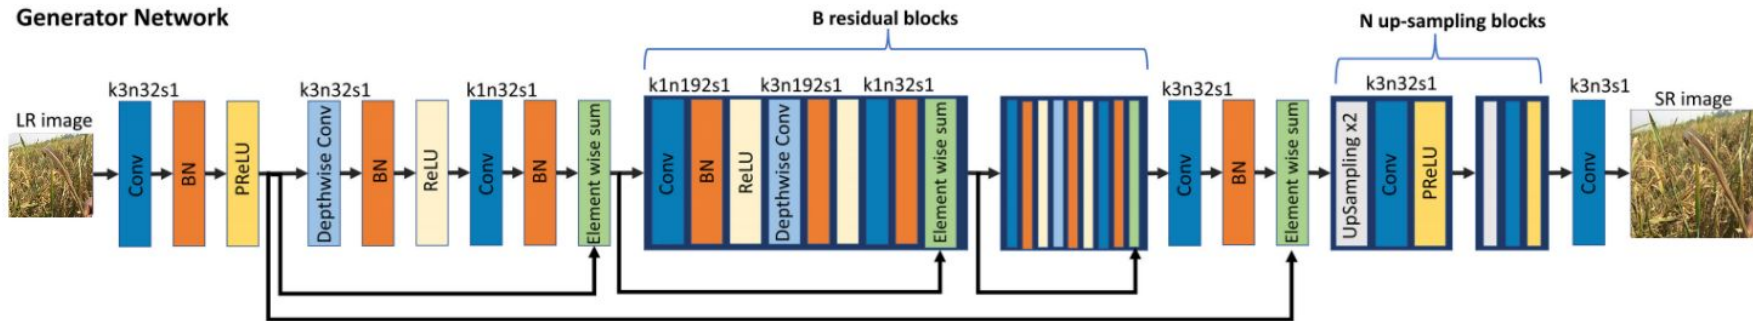 Generator Network
B residual blocks
N up-sampling blocks
k3n32s1
k3n32s1
k1n32s1
k1n192s1
k3n192s1
k1n32s1
k3n32s1
k3n32s1
k3n3s1
LR image
SR image
Conv
BN
PReLU
Depthwise Conv
BN
ReLU
Conv
BN
Element wise sum
Conv
BN
ReLU
Depthwise Conv
Element wise sum
Conv
BN
Element wise sum
UpSampling x2
Conv
PReLU
Conv